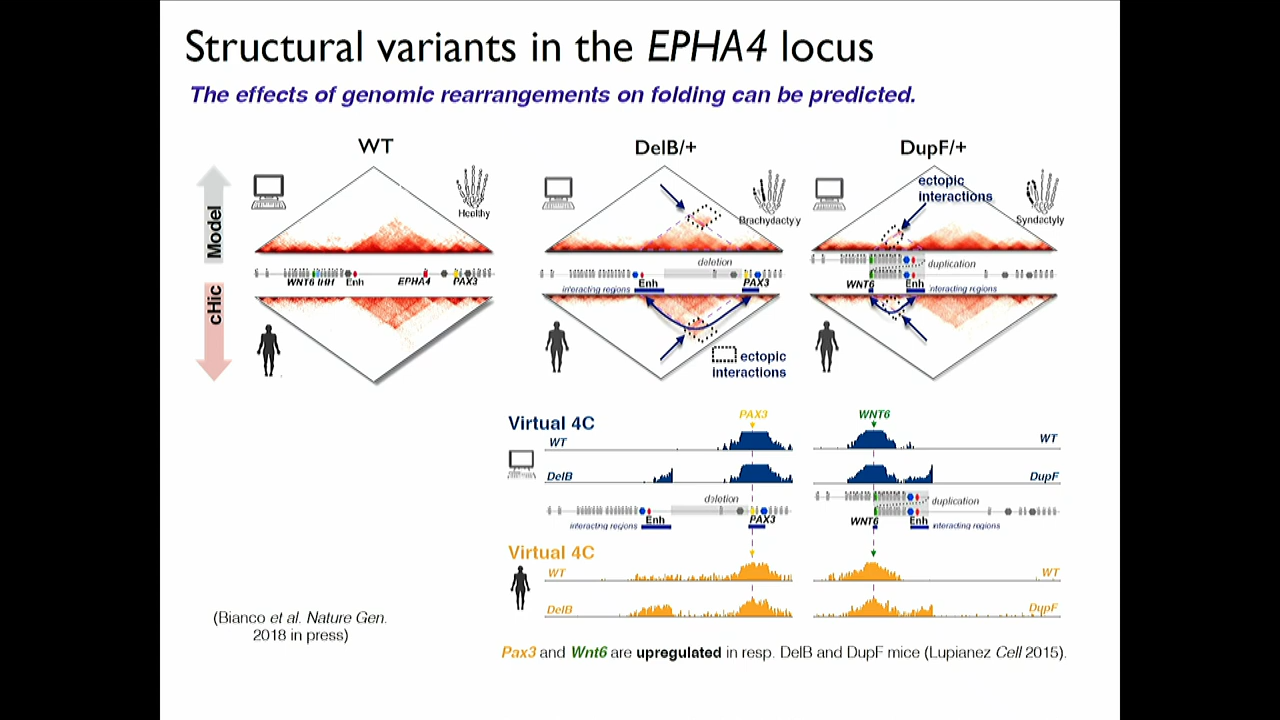 Structural variants in the EPHA4 locus
The effects of genomic rearrangements on folding can be predicted.
WT
DelB/+
DupF/+
Model
cHic
Healthy
Brachydactyly
ectopic
interactions
Syndactyly
WNT6 IHH Enh EPHA4 PAX3
deletion
Enh PAX3
interacting regions
duplication
WNT6 Enh
interacting regions
ectopic
interactions
Virtual 4C
PAX3
WNT6
WT
WT
DelB
DupF
deletion
duplication
Enh PAX3
interacting regions
WNT6 Enh
interacting regions
Virtual 4C
WT
WT
DelB
DupF
(Bianco et al. Nature Gen.
2018 in press)
Pax3 and Wnt6 are upregulated in resp. DelB and DupF mice (Lupianez Cell 2015).